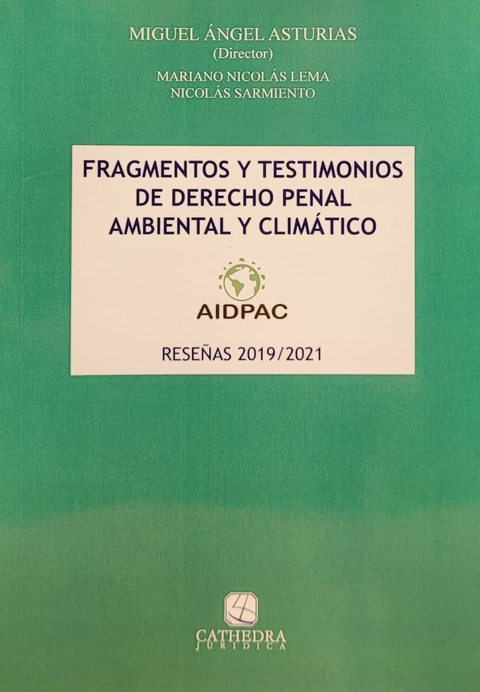 MIGUEL ÁNGEL ASTURIAS
(Director)
MARIANO NICOLÁS LEMA
NICOLÁS SARMIENTO
FRAGMENTOS Y TESTIMONIOS
DE DERECHO PENAL
AMBIENTAL Y CLIMÁTICO
AIDPAC
RESEÑAS 2019/2021
CATHEDRA
JURÍDICA